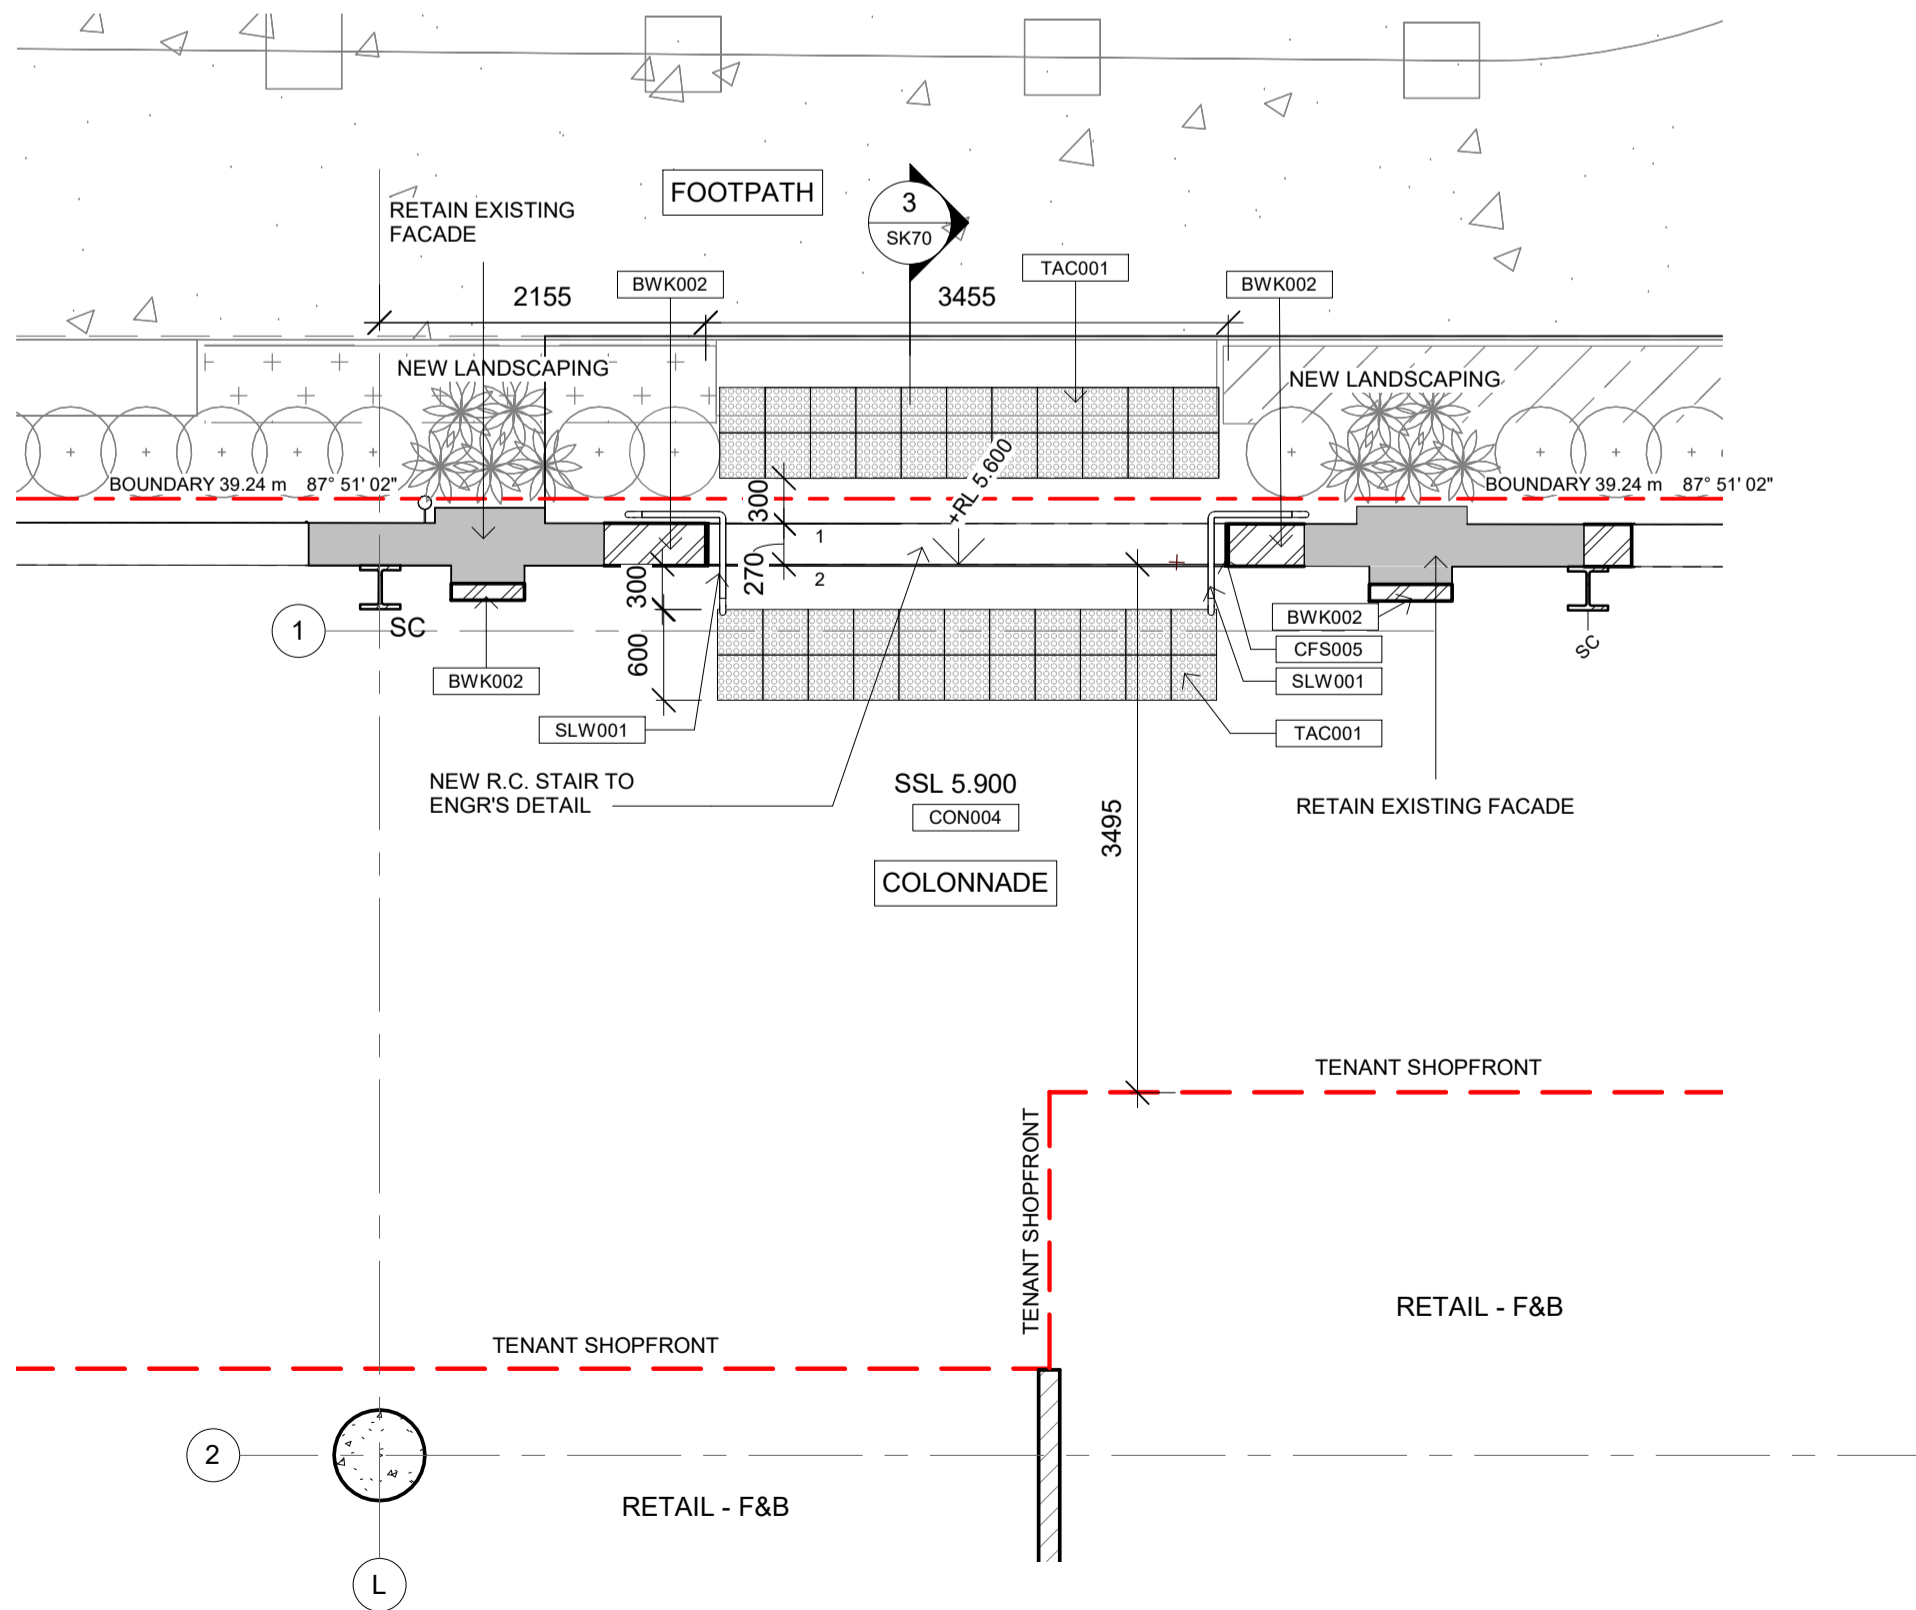 FOOTPATH
3
SK70
RETAIN EXISTING
FACADE
TAC001
BWK002
BWK002
2155
3455
NEW LANDSCAPING
NEW LANDSCAPING
BOUNDARY 39.24 m 87° 51' 02"
BOUNDARY 39.24 m 87° 51' 02"
+RL 5.600
300
1
270
2
300
600
1
SC
BWK002
SC
CFS005
BWK002
SLW001
SLW001
TAC001
NEW R.C. STAIR TO
ENGR'S DETAIL
SSL 5.900
CON004
3495
RETAIN EXISTING FACADE
COLONNADE
TENANT SHOPFRONT
TENANT SHOPFRONT
RETAIL - F&B
TENANT SHOPFRONT
2
RETAIL - F&B
L